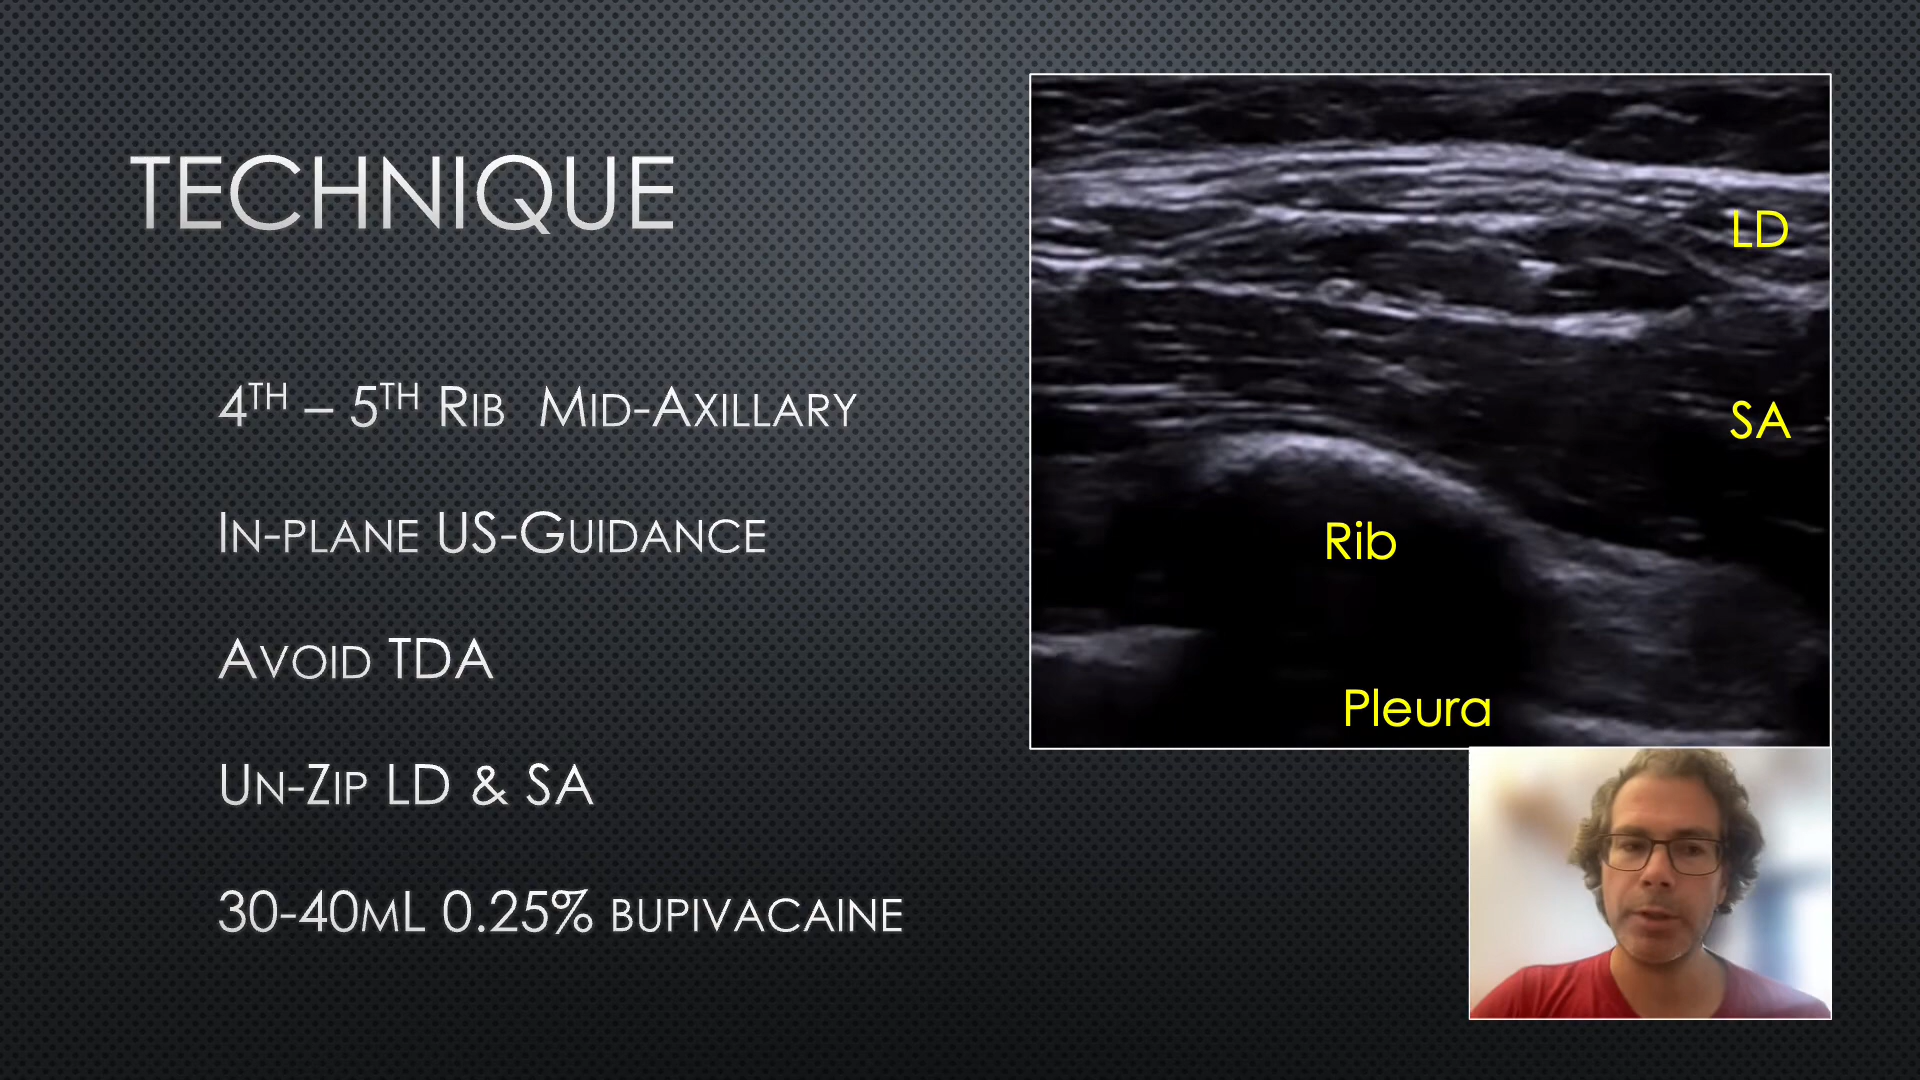 TECHNIQUE
4TH – 5TH RIB MID-AXILLARY
IN-PLANE US-GUIDANCE
AVOID TDA
UN-ZIP LD & SA
30-40ML 0.25% BUPIVACAINE
LD
SA
Rib
Pleura